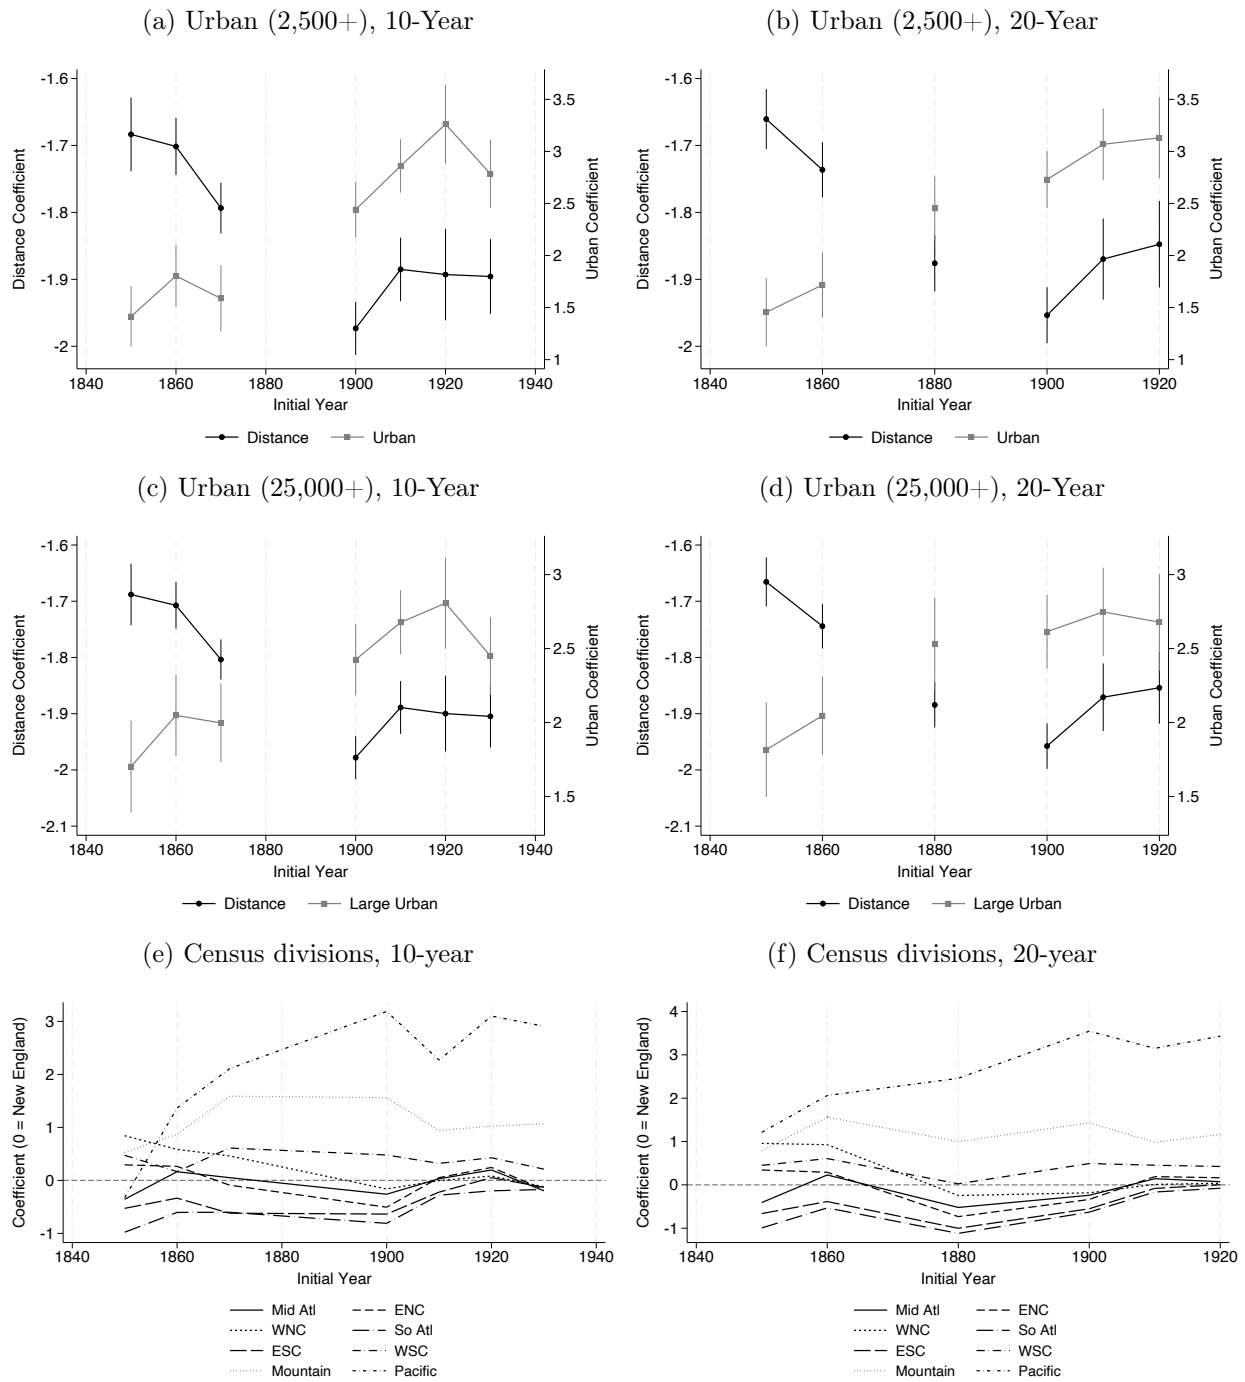 (a) Urban (2,500+), 10-Year
-1.6
-1.7
-1.8
-1.9
-2
Distance Coefficient
3.5
3
2.5
2
1.5
1
Urban Coefficient
1840 1860 1880 1900 1920 1940
Initial Year
Distance Urban
(b) Urban (2,500+), 20-Year
-1.6
-1.7
-1.8
-1.9
-2
Distance Coefficient
3.5
3
2.5
2
1.5
1
Urban Coefficient
1840 1860 1880 1900 1920
Initial Year
Distance Urban
(c) Urban (25,000+), 10-Year
-1.6
-1.7
-1.8
-1.9
-2
-2.1
Distance Coefficient
3
2.5
2
1.5
Urban Coefficient
1840 1860 1880 1900 1920 1940
Initial Year
Distance Large Urban
(d) Urban (25,000+), 20-Year
-1.6
-1.7
-1.8
-1.9
-2
-2.1
Distance Coefficient
3
2.5
2
1.5
Urban Coefficient
1840 1860 1880 1900 1920
Initial Year
Distance Large Urban
(e) Census divisions, 10-year
3
2
1
0
-1
Coefficient (0 = New England)
1840 1860 1880 1900 1920 1940
Initial Year
Mid Atl ENC
WNC So Atl
ESC WSC
Mountain Pacific
(f) Census divisions, 20-year
4
3
2
1
0
-1
Coefficient (0 = New England)
1840 1860 1880 1900 1920
Initial Year
Mid Atl ENC
WNC So Atl
ESC WSC
Mountain Pacific